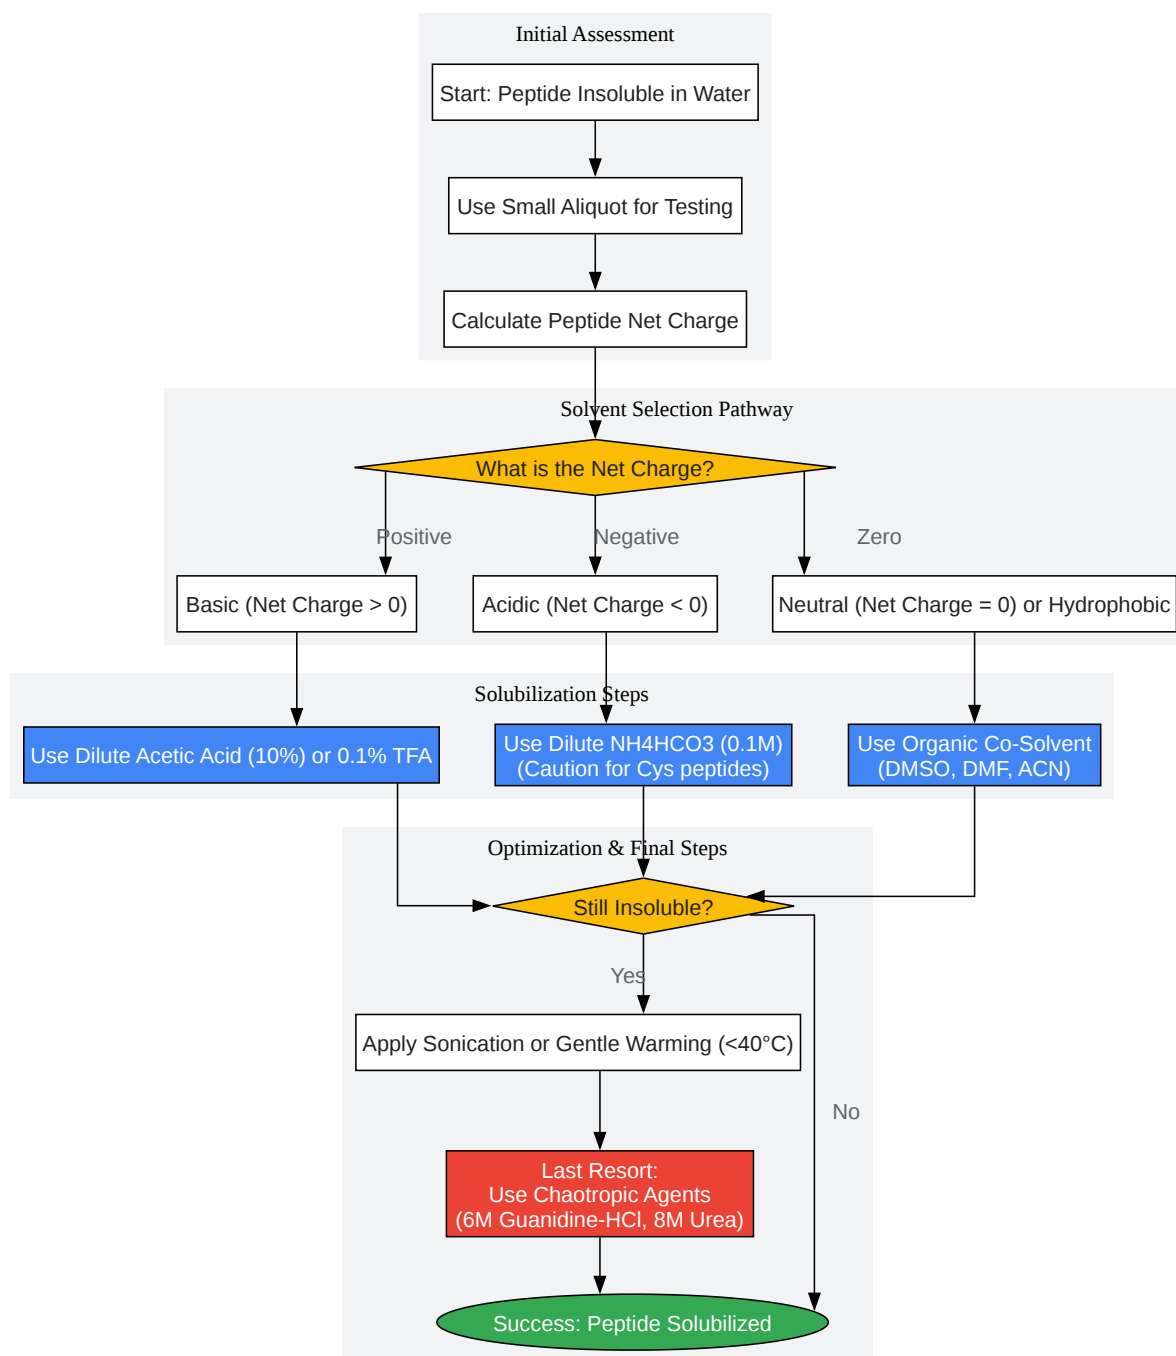 Initial Assessment
Start: Peptide Insoluble in Water
Use Small Aliquot for Testing
Calculate Peptide Net Charge
Solvent Selection Pathway
What is the Net Charge?
Positive
Negative
Zero
Basic (Net Charge > 0)
Acidic (Net Charge < 0)
Neutral (Net Charge = 0) or Hydrophobic
Solubilization Steps
Use Dilute Acetic Acid (10%) or 0.1% TFA
Use Dilute NH4HCO3 (0.1M)
(Caution for Cys peptides)
Use Organic Co-Solvent
(DMSO, DMF, ACN)
Optimization & Final Steps
Still Insoluble?
Yes
Apply Sonication or Gentle Warming (<40°C)
No
Last Resort:
Use Chaotropic Agents
(6M Guanidine-HCl, 8M Urea)
Success: Peptide Solubilized